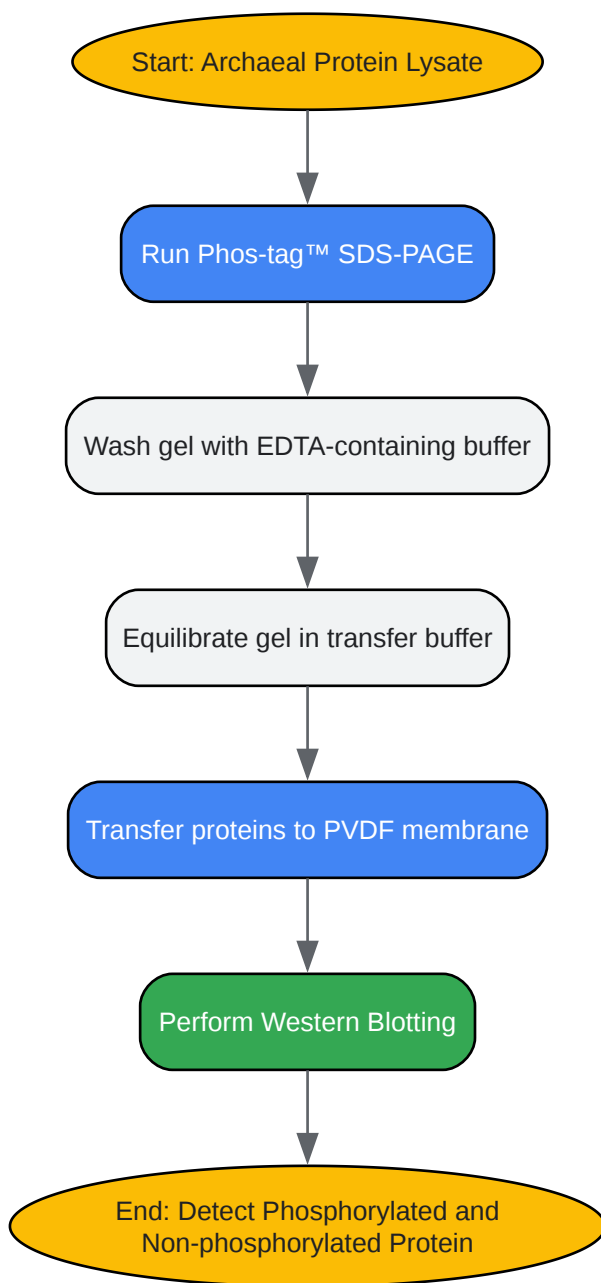 Start: Archaeal Protein Lysate
Run Phos-tag™ SDS-PAGE
Wash gel with EDTA-containing buffer
Equilibrate gel in transfer buffer
Transfer proteins to PVDF membrane
Perform Western Blotting
End: Detect Phosphorylated and
Non-phosphorylated Protein